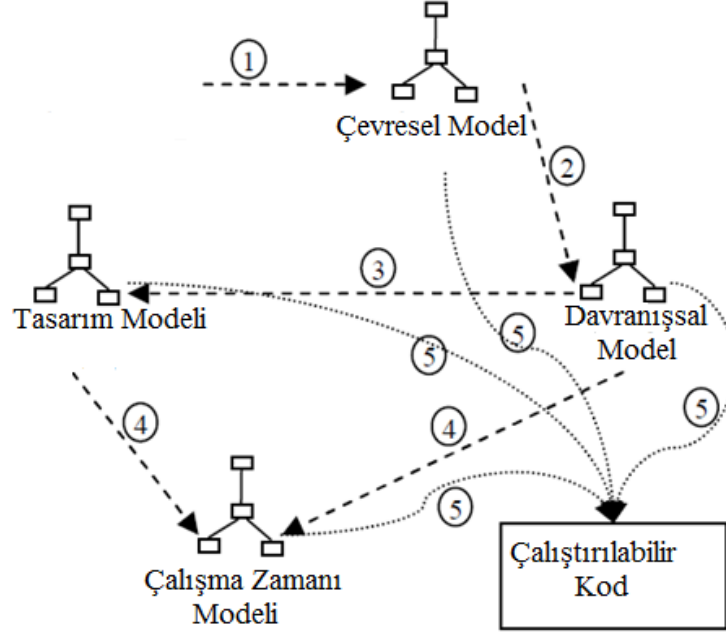 1
Çevresel Model
2
3
Tasarım Modeli
Davranışsal
Model
5
5
5
4
4
5
Çalışma Zamanı
Modeli
Çalıştırılabilir
Kod